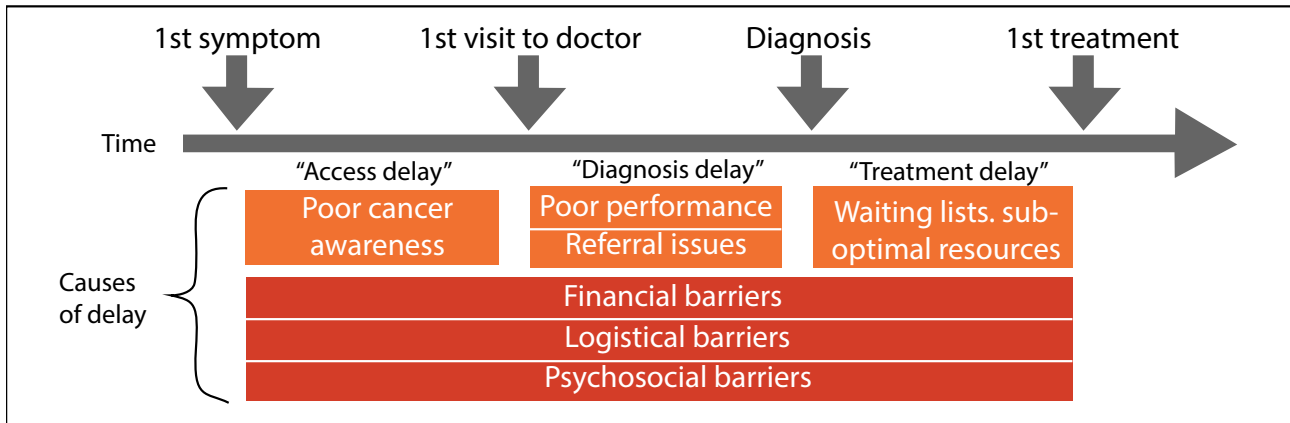 1st symptom
1st visit to doctor
Diagnosis
1st treatment
Time
“Access delay”
“Diagnosis delay”
“Treatment delay”
Poor cancer
awareness
Poor performance
Referral issues
Waiting lists. sub-
optimal resources
Causes
of delay
Financial barriers
Logistical barriers
Psychosocial barriers